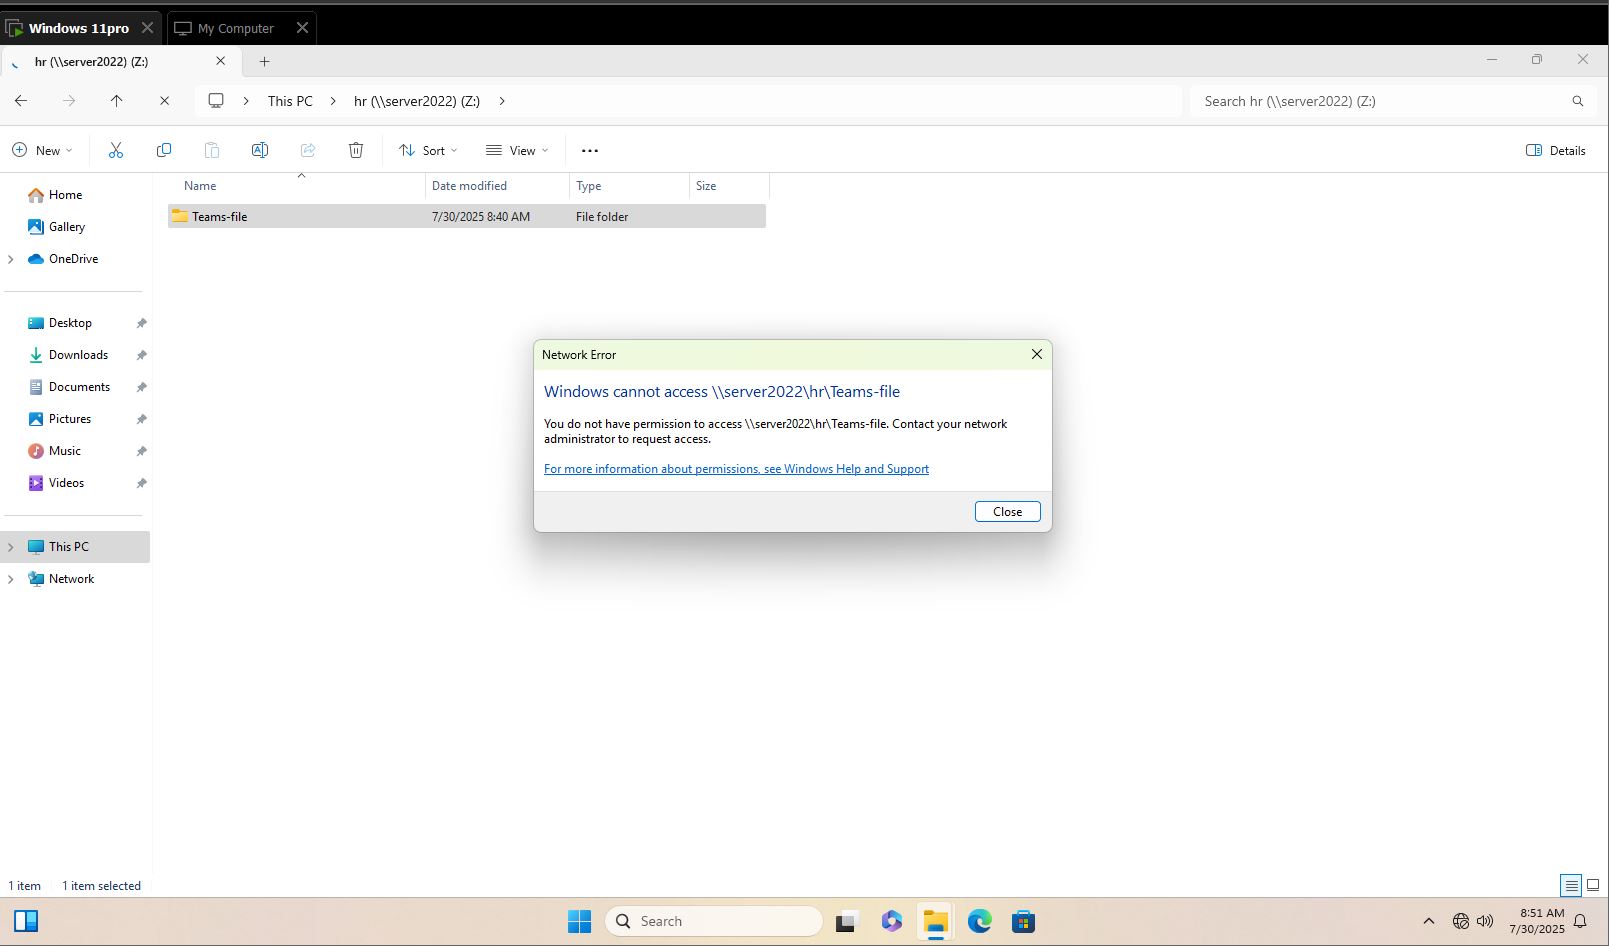 Windows 11pro
My Computer
hr (\\server2022) (Z:)
This PC
hr (\\server2022) (Z:)
Search hr (\\server2022) (Z:)
New
Sort
View
Details
Name
Date modified
Type
Size
Teams-file
7/30/2025 8:40 AM
File folder
Home
Gallery
OneDrive
Desktop
Downloads
Documents
Pictures
Music
Videos
This PC
Network
Network Error
Windows cannot access \\server2022\hr\Teams-file
You do not have permission to access \\server2022\hr\Teams-file. Contact your network
administrator to request access.
For more information about permissions, see Windows Help and Support
Close
1 item
1 item selected
Search
8:51 AM
7/30/2025